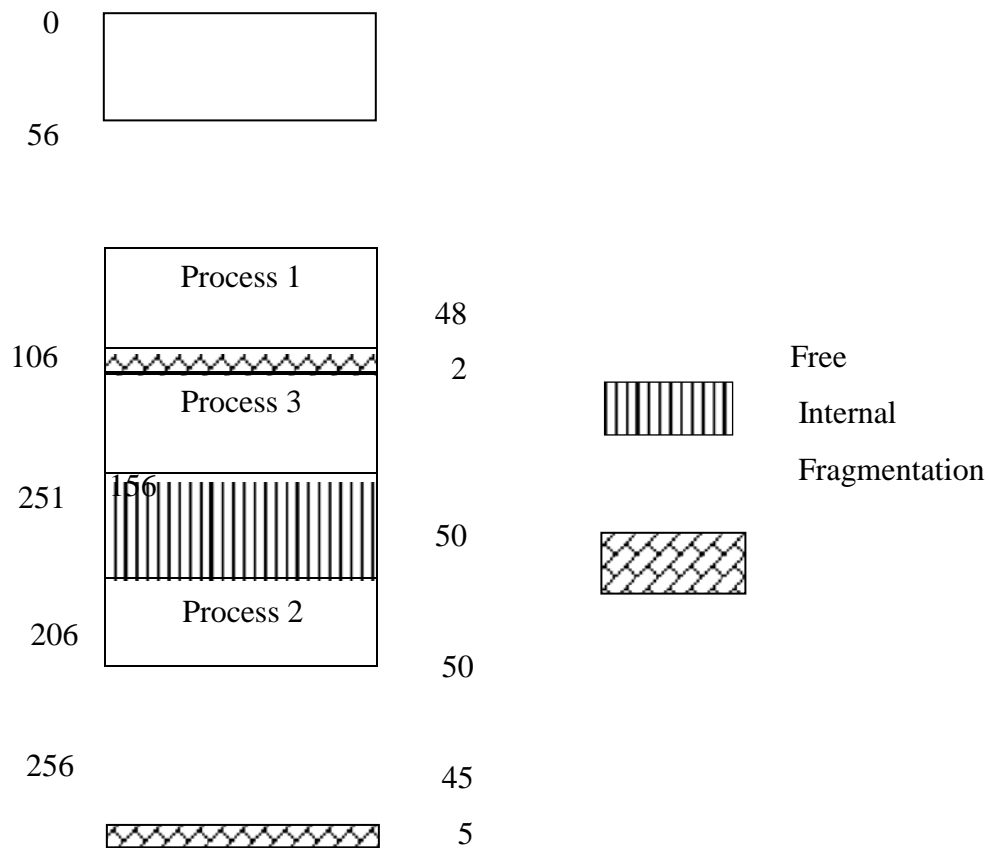 0
56
Process 1
48
106
2
Free
Process 3
Internal
Fragmentation
156
251
50
Process 2
206
50
256
45
5